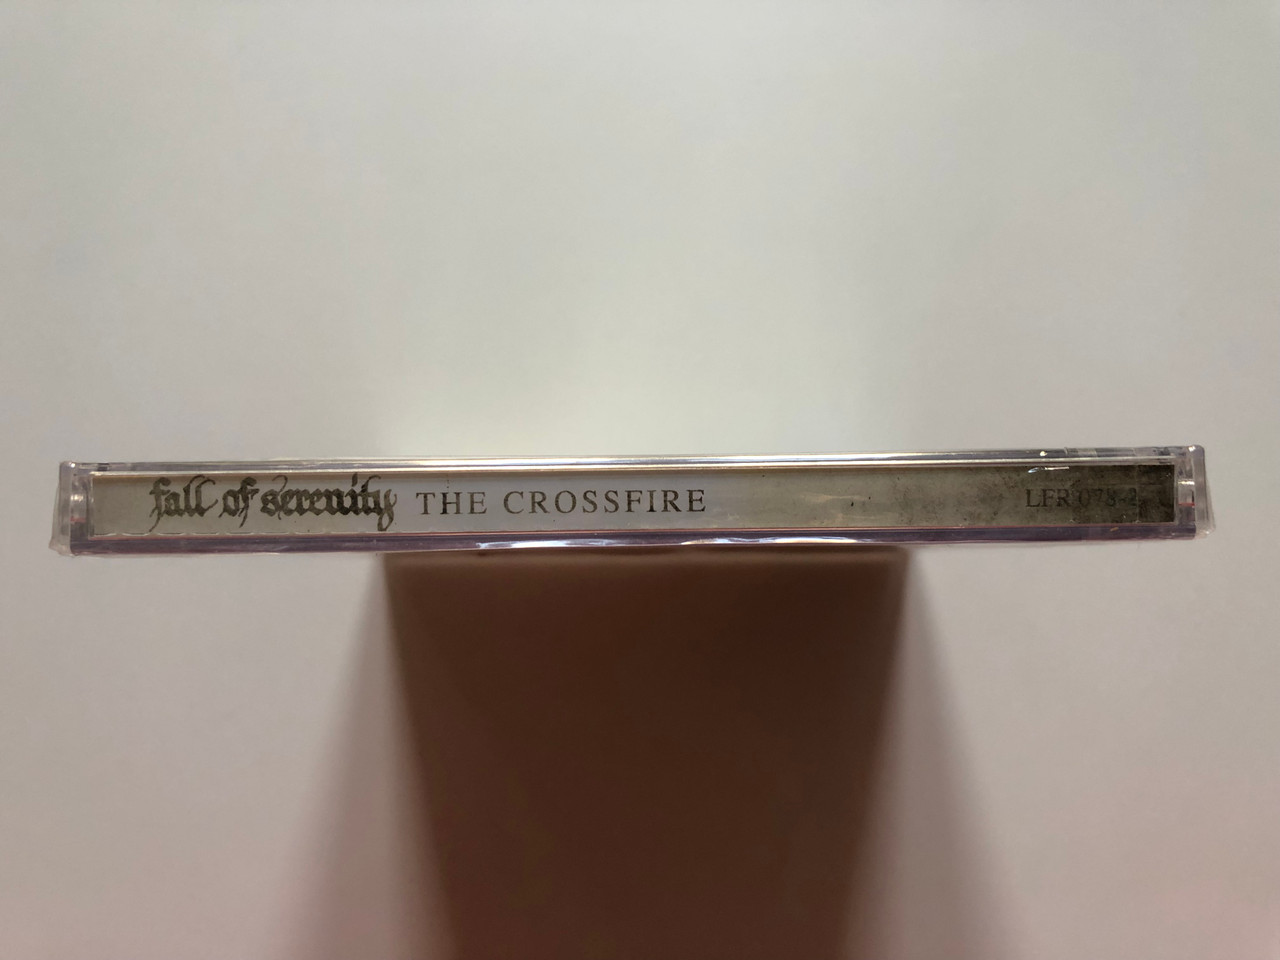 fall of serenity THE CROSSFIRE LFR 078-2